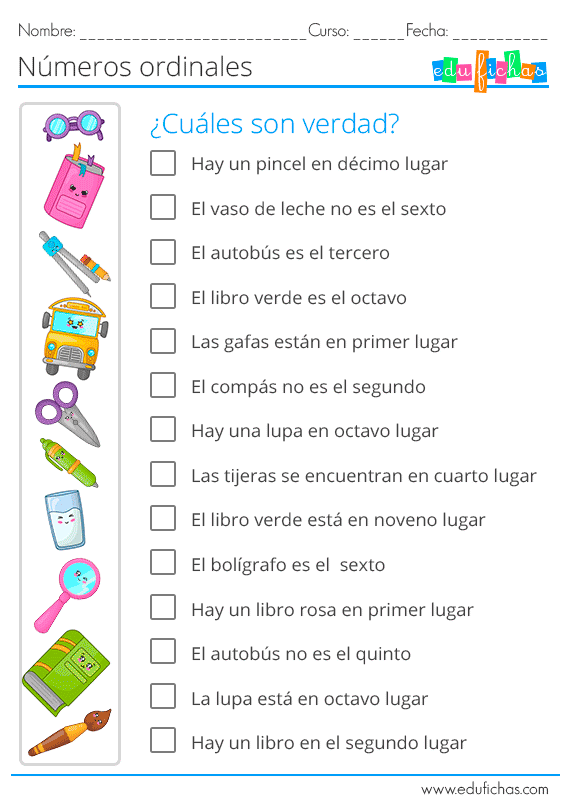 Nombre: __________________________ Curso: ______ Fecha: ___________
Números ordinales
edufichas
¿Cuáles son verdad?
Hay un pincel en décimo lugar
El vaso de leche no es el sexto
El autobús es el tercero
El libro verde es el octavo
Las gafas están en primer lugar
El compás no es el segundo
Hay una lupa en octavo lugar
Las tijeras se encuentran en cuarto lugar
El libro verde está en noveno lugar
El bolígrafo es el  sexto
Hay un libro rosa en primer lugar
El autobús no es el quinto
La lupa está en octavo lugar
Hay un libro en el segundo lugar
www.edufichas.com